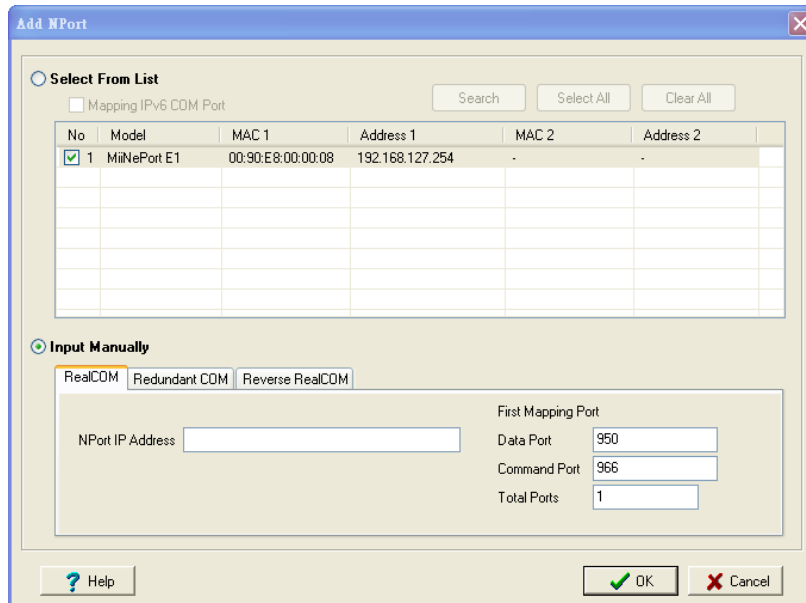 Add NPort
Select From List
Mapping IPv6 COM Port
Search Select All Clear All
No Model MAC 1 Address 1 MAC 2 Address 2
1 MiiNePort E1 00:90:E8:00:00:08 192.168.127.254 - -
Input Manually
RealCOM Redundant COM Reverse RealCOM
First Mapping Port
NPort IP Address Data Port 950
Command Port 966
Total Ports 1
? Help OK Cancel